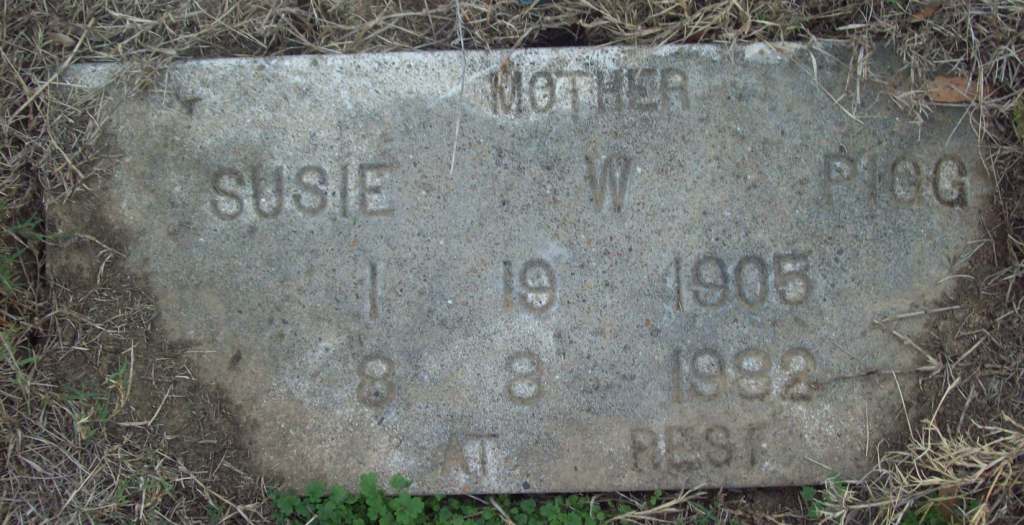 MOTHER
SUSIE W PIGG
1 19 1905
8 8 1982
AT REST